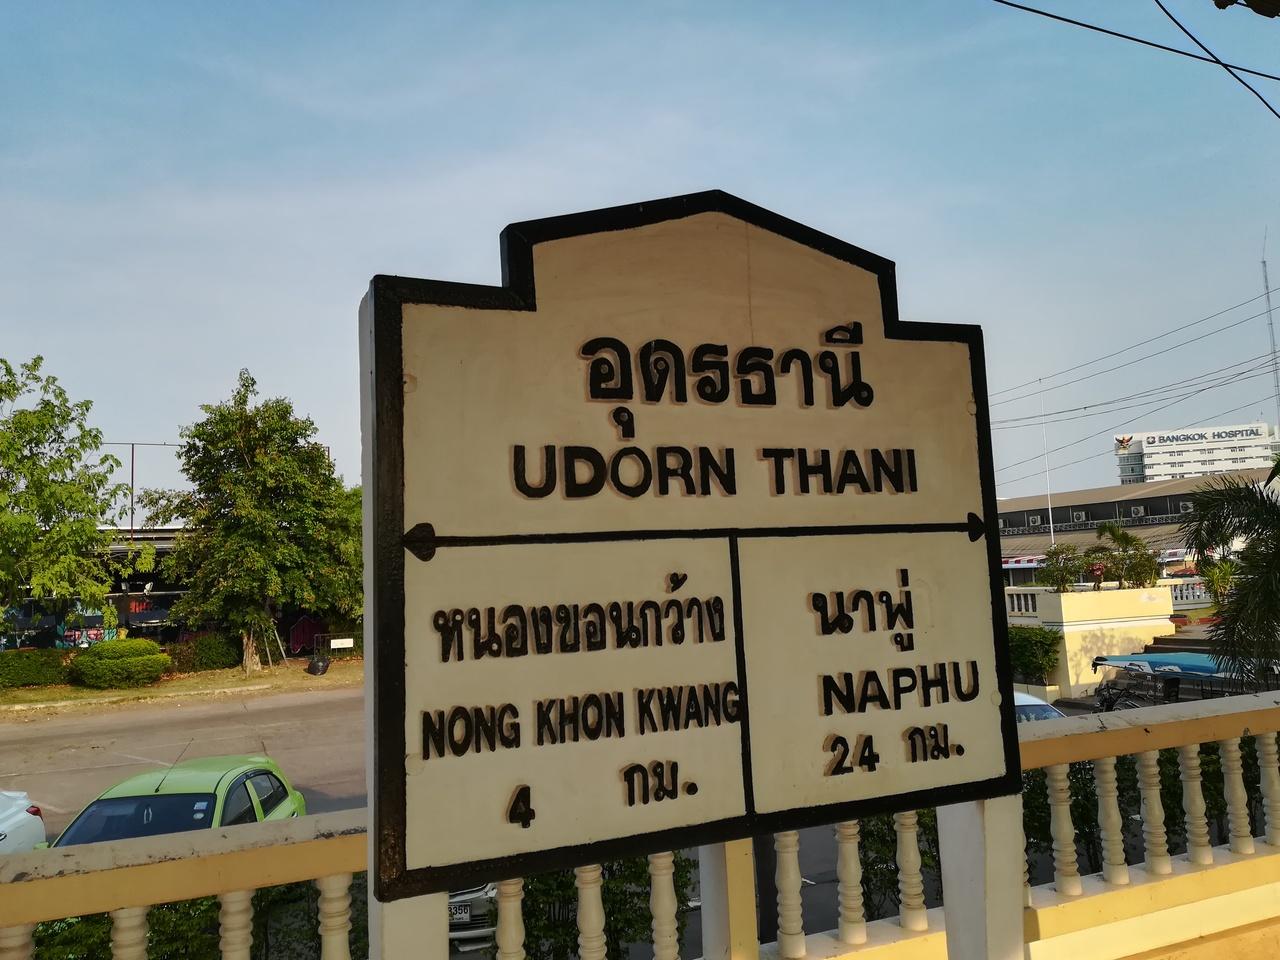 อุดรธานี
UDORN THANI
หนองขอนกว้าง
NONG KHON KWANG
4 กม.
นาพู่
NAPHU
24 กม.
BANGKOK HOSPITAL
3356